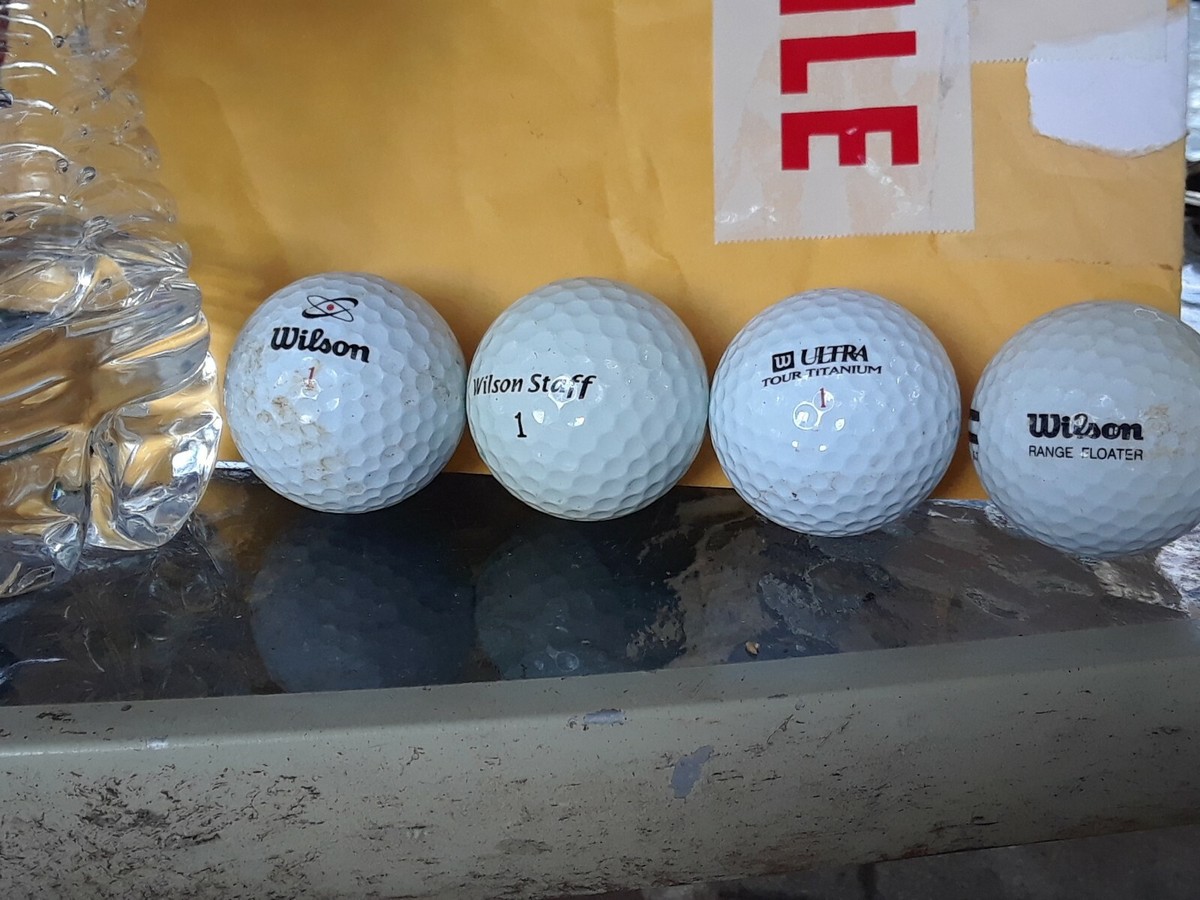 ILE
Wilson
1
Wilson Staff
1
W ULTRA
TOUR TITANIUM
1
Wilson
RANGE FLOATER